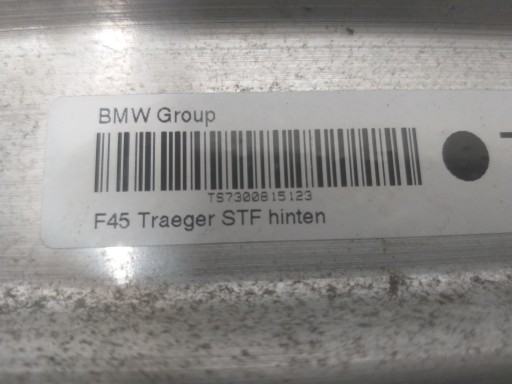 BMW Group
TS7300815123
F45 Traeger STF hinten